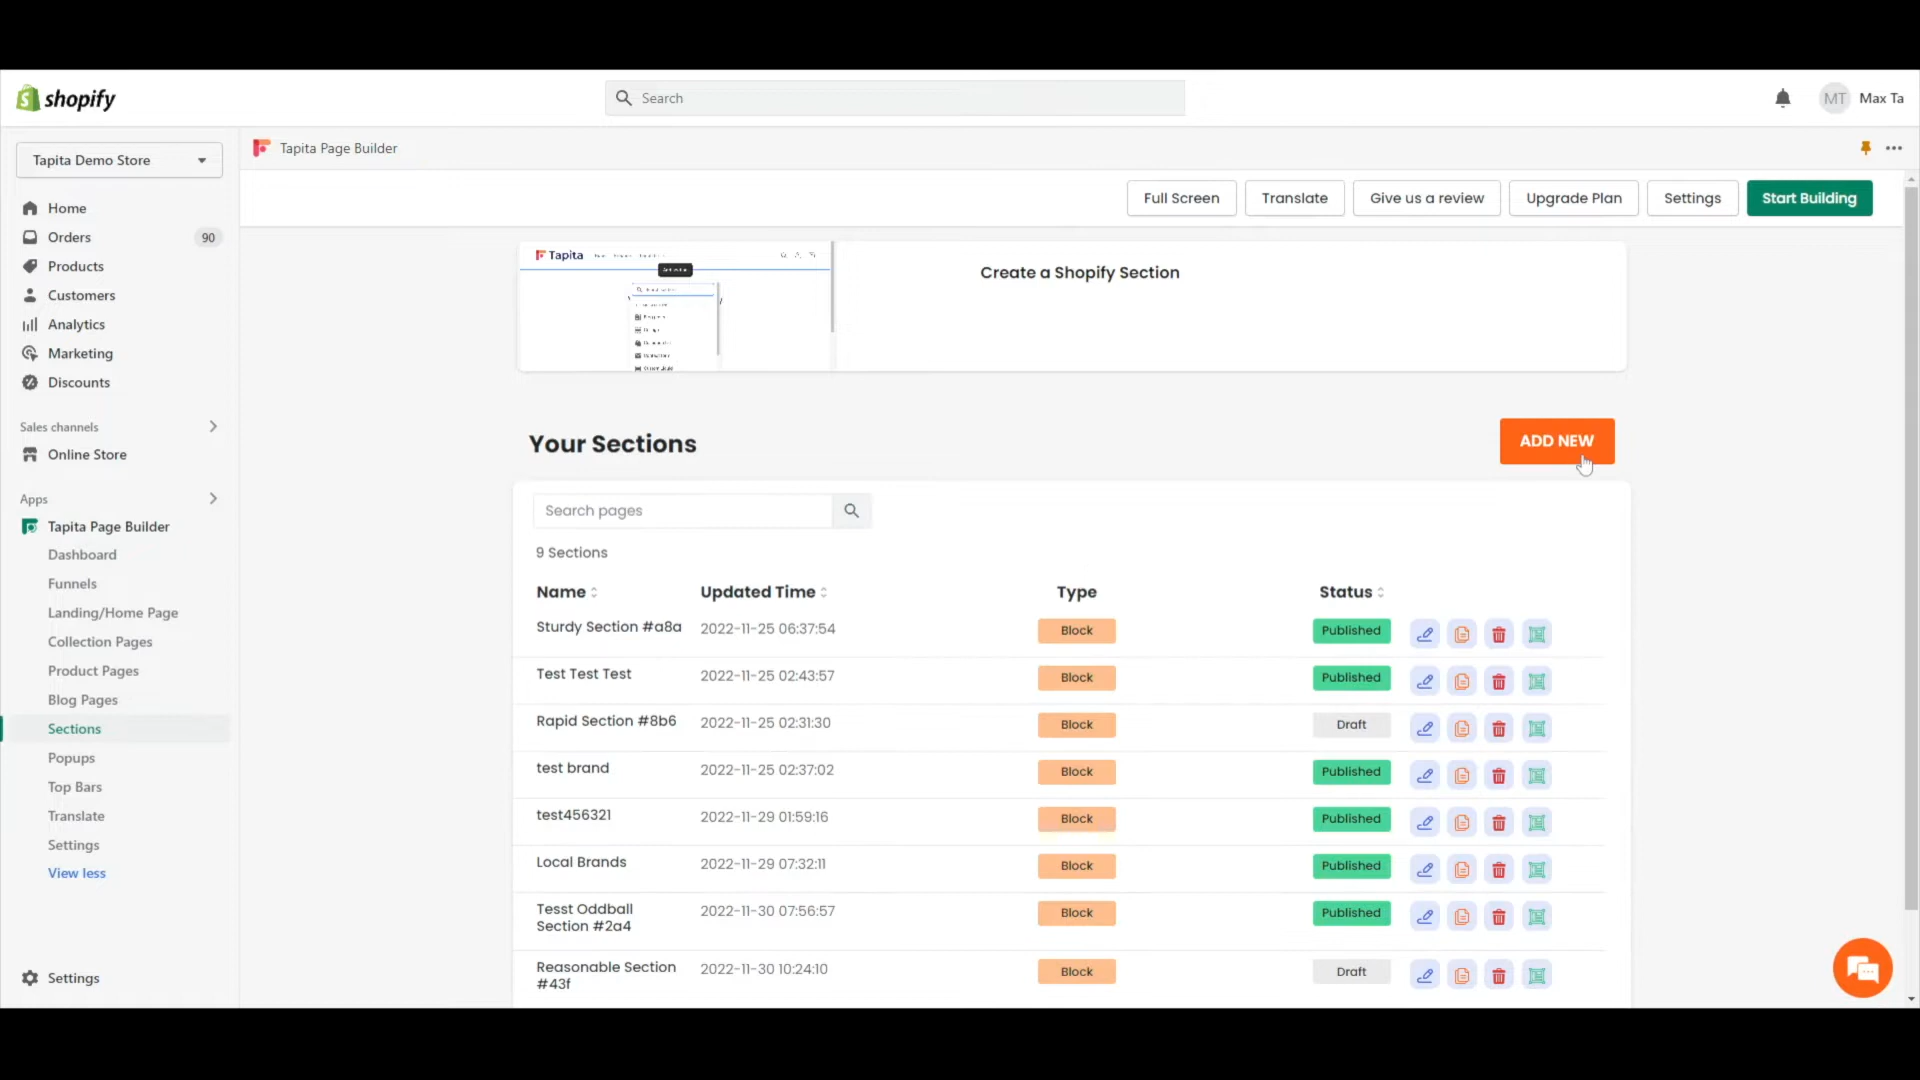 shopify
Search
MT Max Ta
Tapita Demo Store
Tapita Page Builder
Home
Orders 90
Products
Customers
Analytics
Marketing
Discounts
Sales channels
Online Store
Apps
Tapita Page Builder
Dashboard
Funnels
Landing/Home Page
Collection Pages
Product Pages
Blog Pages
Sections
Popups
Top Bars
Translate
Settings
View less
Settings
Full Screen Translate Give us a review Upgrade Plan Settings Start Building
Tapita
Create a Shopify Section
Your Sections
ADD NEW
Search pages
9 Sections
Name Updated Time Type Status
Sturdy Section #a8a 2022-11-25 06:37:54 Block Published
Test Test Test 2022-11-25 02:43:57 Block Published
Rapid Section #8b6 2022-11-25 02:31:30 Block Draft
test brand 2022-11-25 02:37:02 Block Published
test456321 2022-11-29 01:59:16 Block Published
Local Brands 2022-11-29 07:32:11 Block Published
Tesst Oddball 2022-11-30 07:56:57 Block Published
Section #2a4
Reasonable Section 2022-11-30 10:24:10 Block Draft
#43f